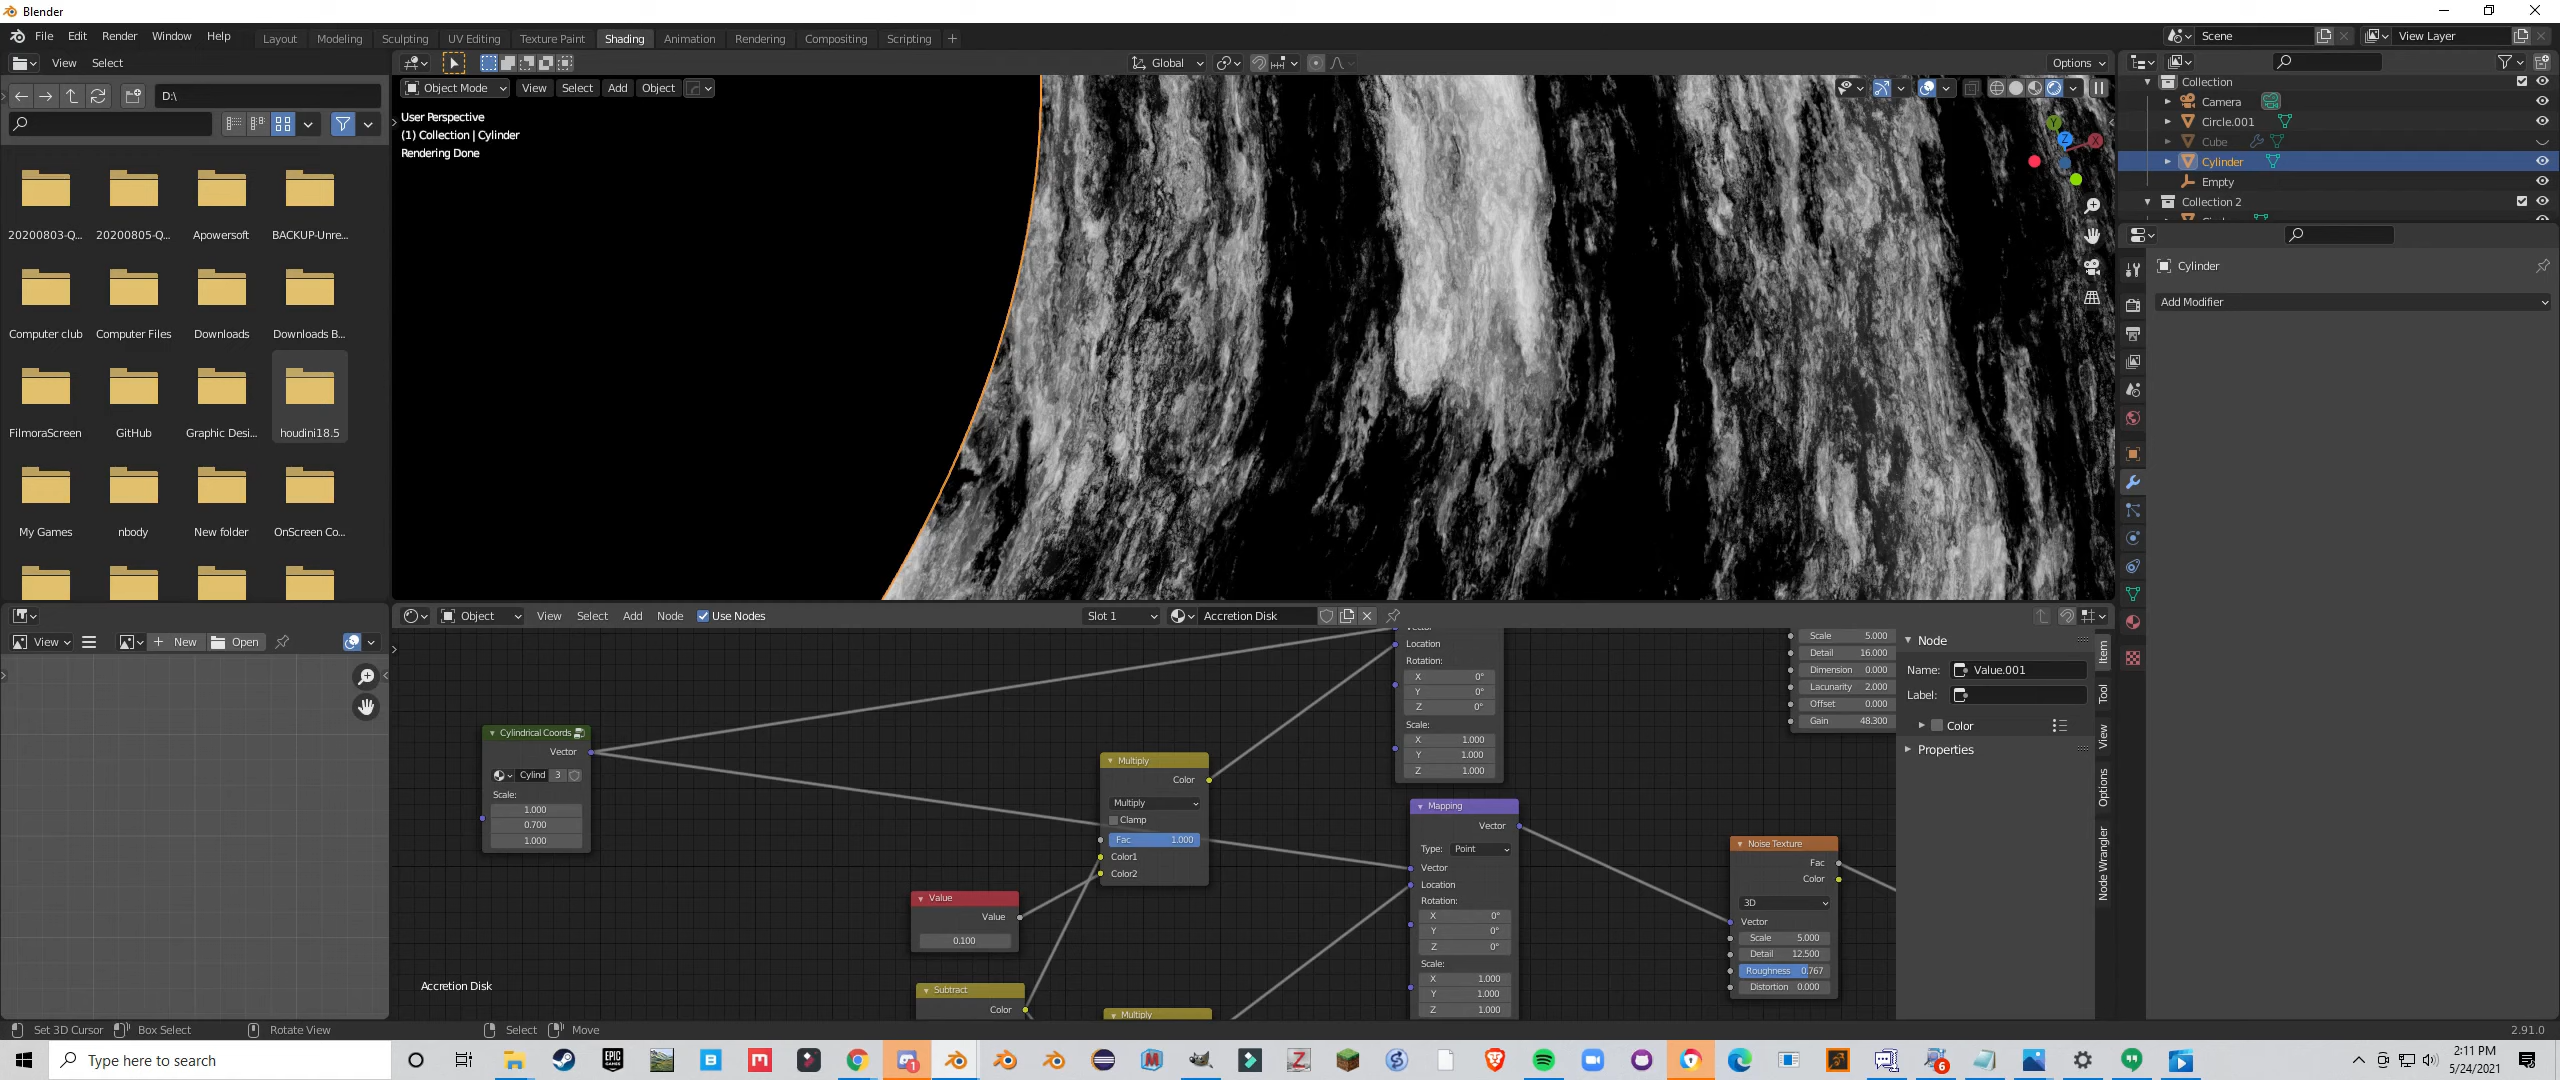 Blender
File Edit Render Window Help
Layout Modeling Sculpting UV Editing Texture Paint Shading Animation Rendering Compositing Scripting
Scene
View Layer
View Select
Global
Options
D:\
Object Mode View Select Add Object
User Perspective
(1) Collection | Cylinder
Rendering Done
Collection
Camera
Circle.001
Cube
Cylinder
Empty
Collection 2
Cylinder
Add Modifier
20200803-Q...
20200805-Q...
Apowersoft
BACKUP-Unre...
Computer club
Computer Files
Downloads
Downloads B...
FilmoraScreen
GitHub
Graphic Desi...
houdini18.5
My Games
nbody
New folder
OnScreen Co...
View
New
Open
Object View Select Add Node Use Nodes
Slot 1
Accretion Disk
Cylindrical Coords
Vector
Cylind 3
Scale:
1.000
0.700
1.000
Multiply
Color
Multiply
Clamp
Fac 1.000
Color1
Color2
Value
Value
0.100
Subtract
Color
Multiply
Location
Rotation:
X 0°
Y 0°
Z 0°
Scale:
X 1.000
Y 1.000
Z 1.000
Mapping
Vector
Type: Point
Vector
Location
Rotation:
X 0°
Y 0°
Z 0°
Scale:
X 1.000
Y 1.000
Z 1.000
Scale 5.000
Detail 16.000
Dimension 0.000
Lacunarity 2.000
Offset 0.000
Gain 48.300
Noise Texture
Fac
Color
3D
Vector
Scale 5.000
Detail 12.500
Roughness 0.767
Distortion 0.000
Node
Name: Value.001
Label:
Color
Properties
Item
Tool
View
Options
Node Wrangler
Accretion Disk
Set 3D Cursor
Box Select
Rotate View
Select
Move
2.91.0
Type here to search
2:11 PM
5/24/2021